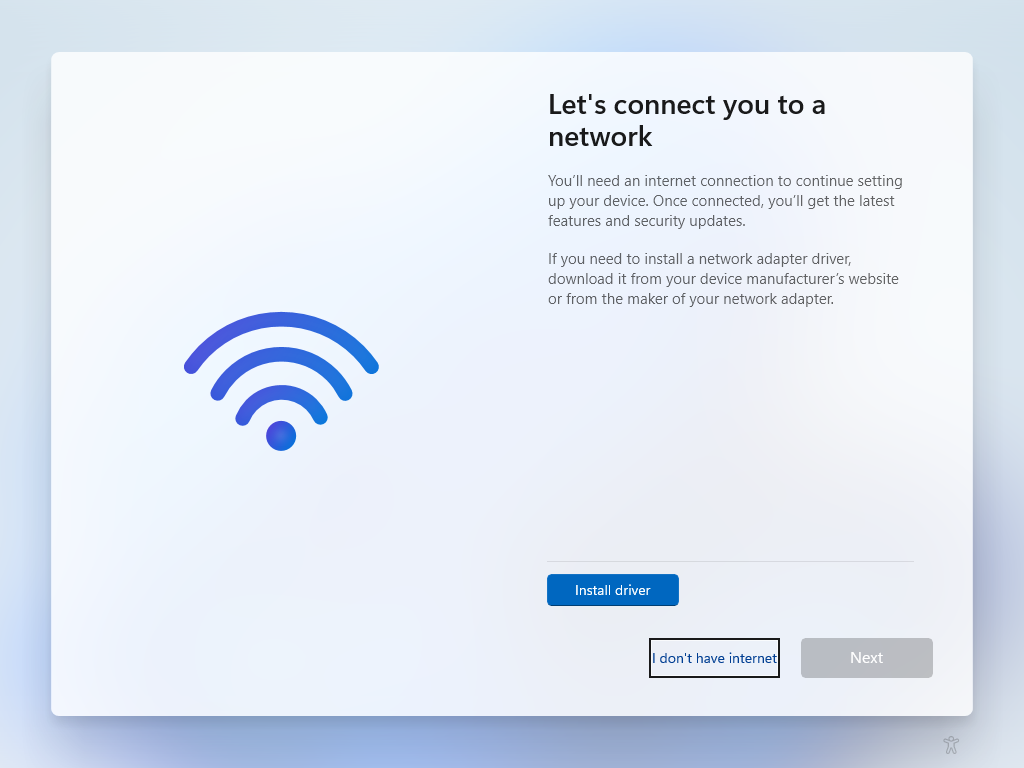 Let's connect you to a
network
You’ll need an internet connection to continue setting
up your device. Once connected, you’ll get the latest
features and security updates.
If you need to install a network adapter driver,
download it from your device manufacturer’s website
or from the maker of your network adapter.
Install driver
I don't have internet
Next